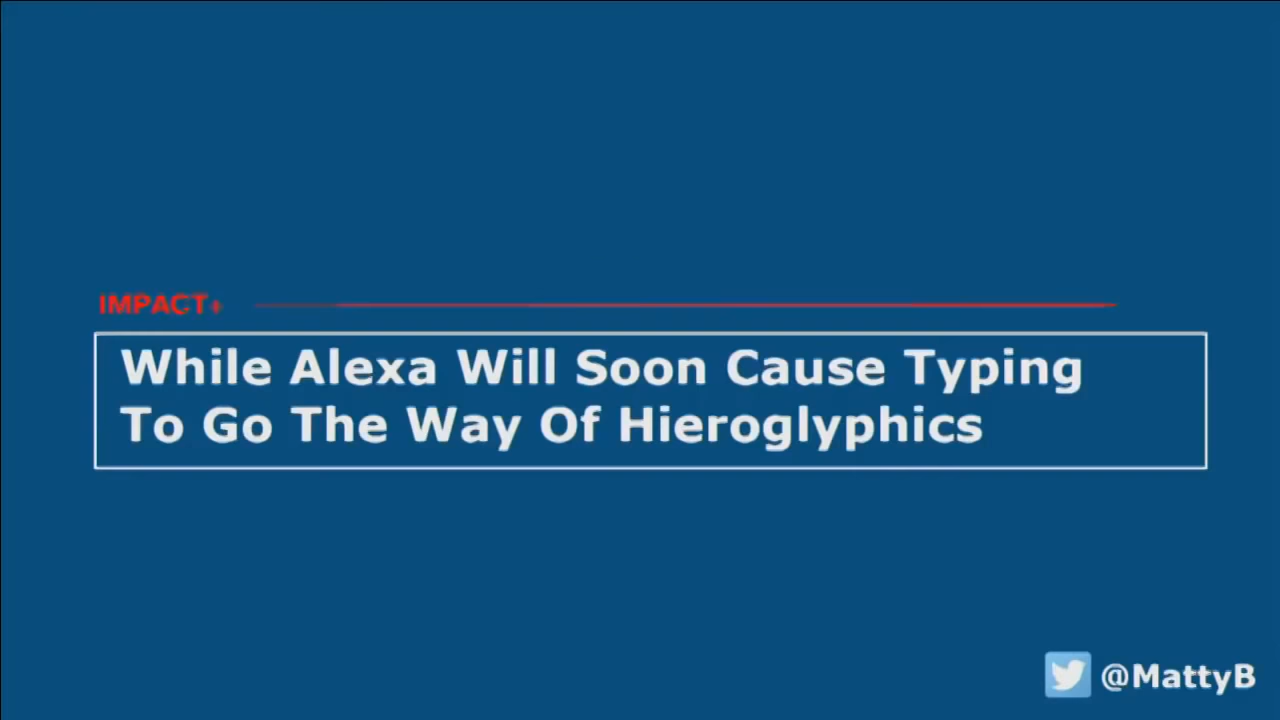 IMPACT+
While Alexa Will Soon Cause Typing
To Go The Way Of Hieroglyphics
@MattyB